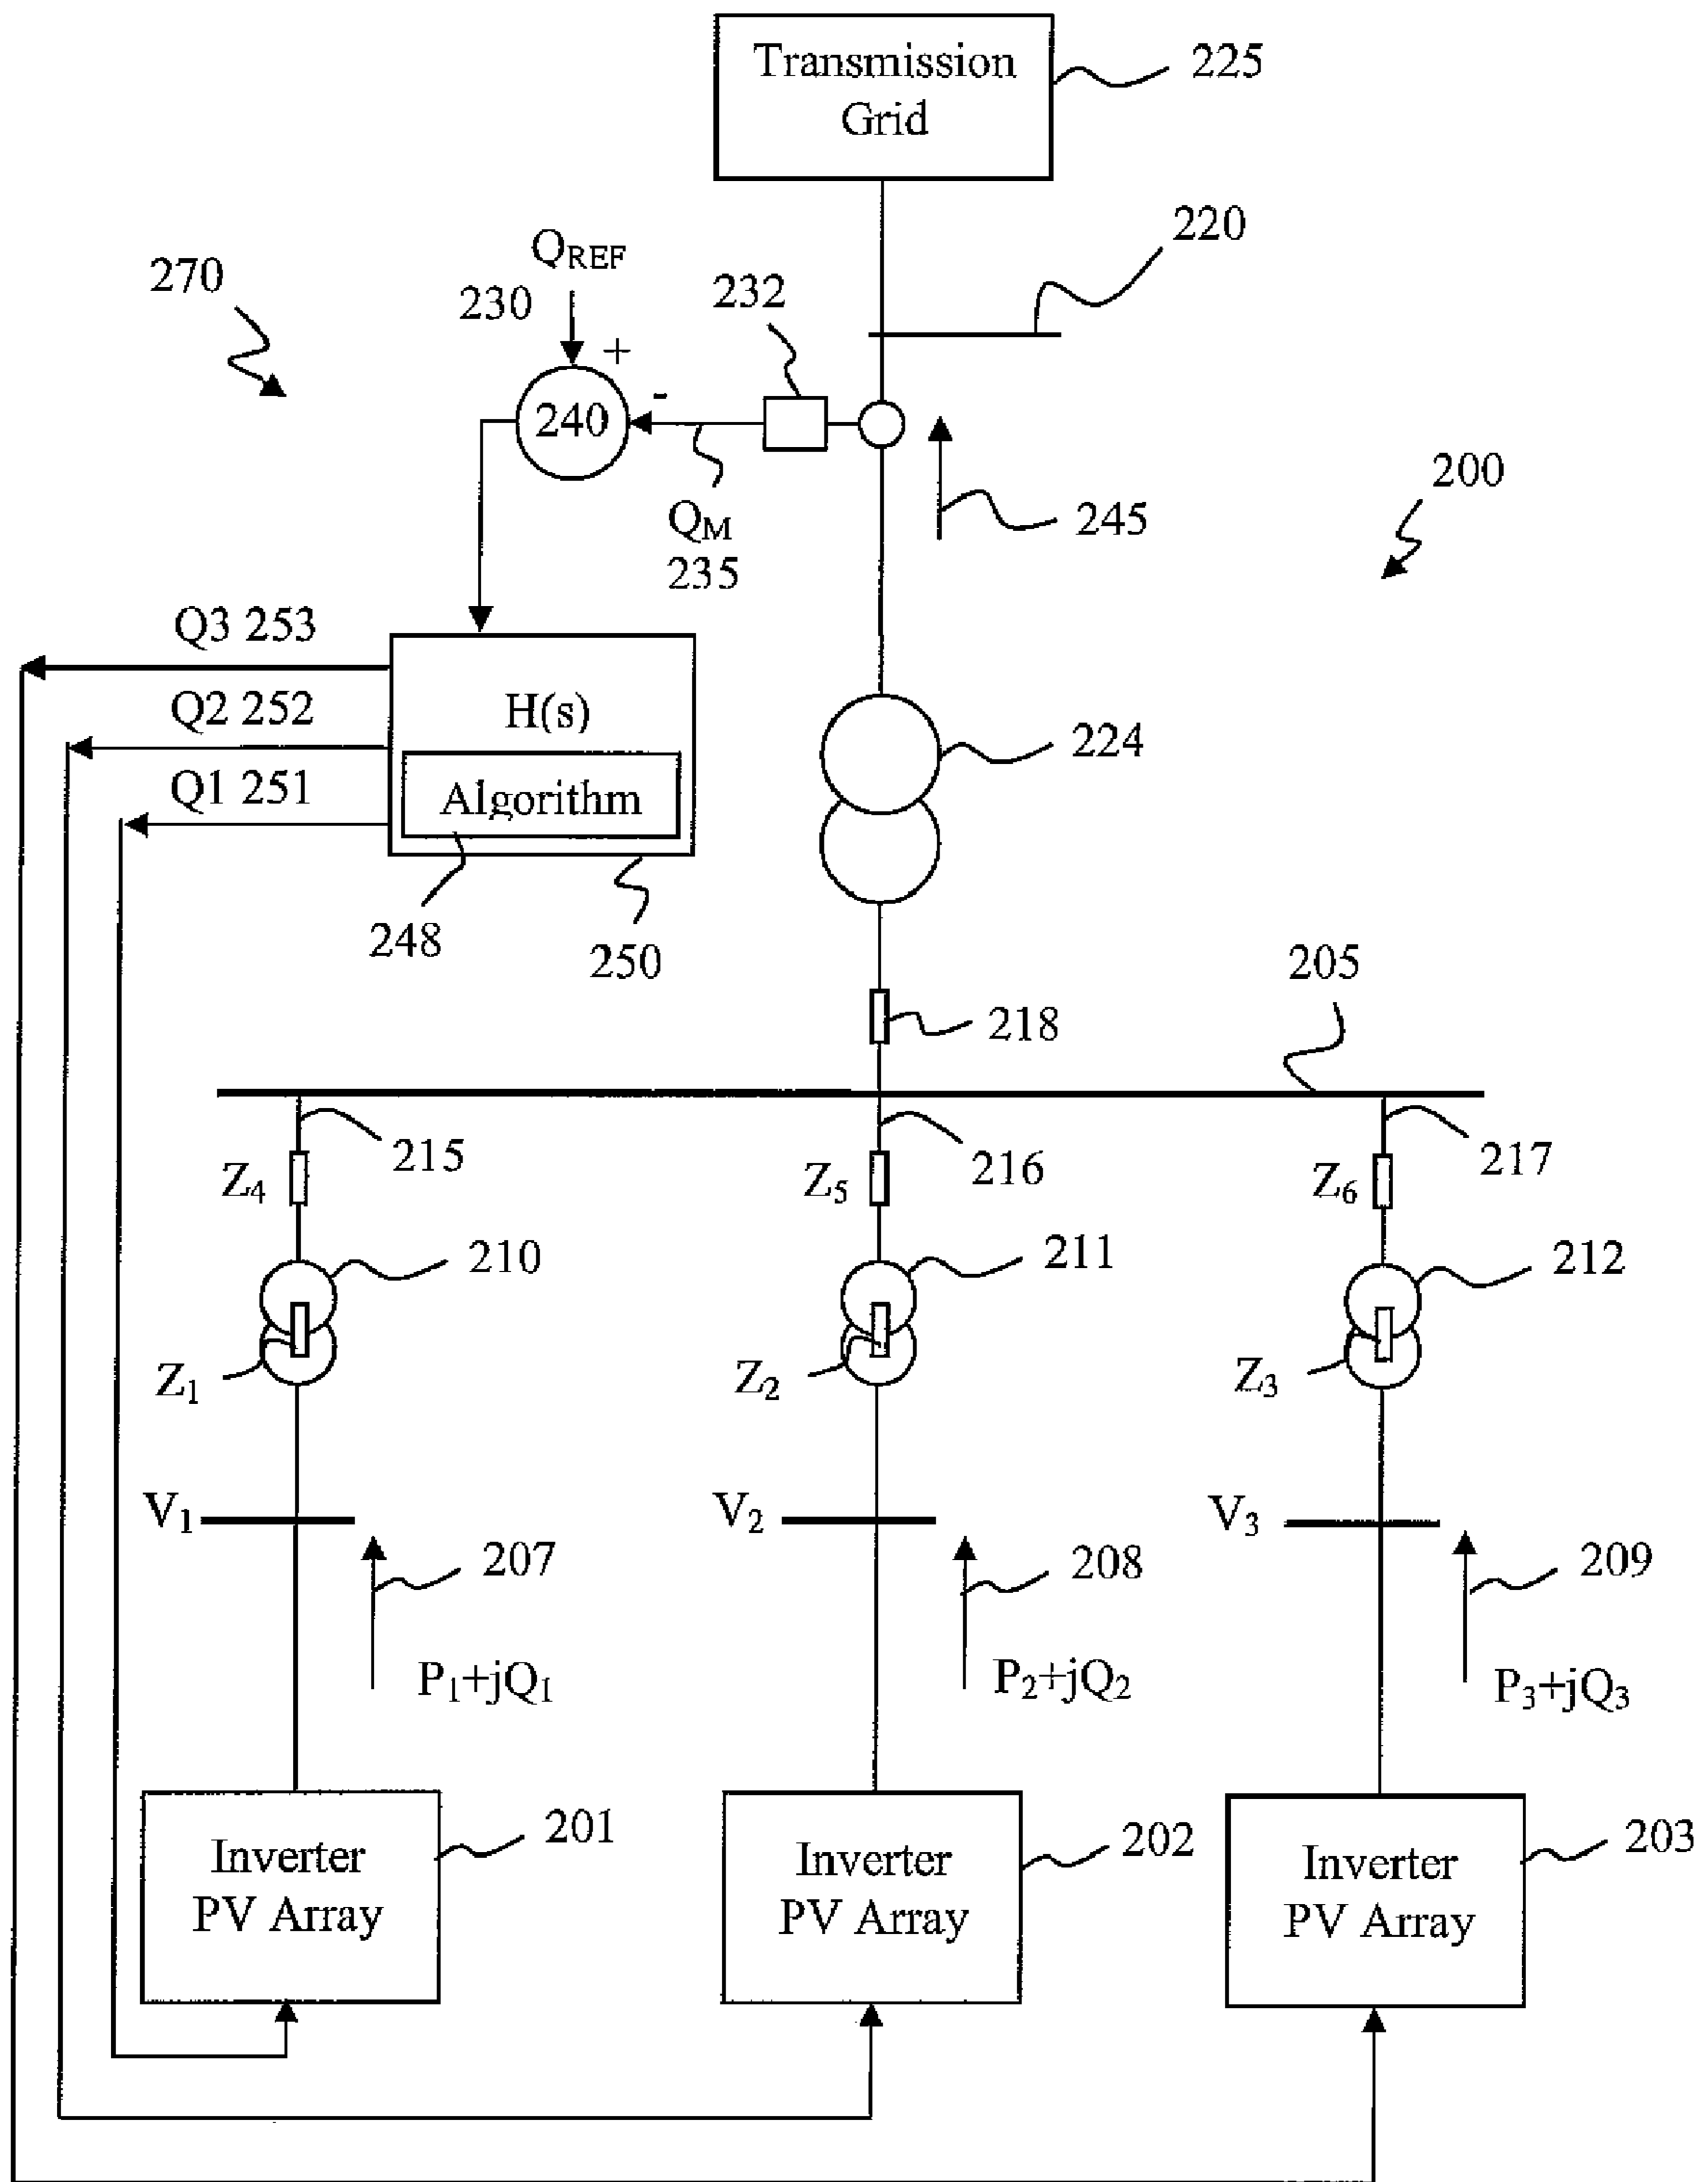 Transmission
Grid
225
220
270
Q_REF
230
232
+
-
240
Q_M
235
245
200
Q3 253
Q2 252
Q1 251
H(s)
Algorithm
224
248
250
205
218
215
216
217
Z₄
Z₅
Z₆
210
211
212
Z₁
Z₂
Z₃
V₁
V₂
V₃
207
208
209
P₁+jQ₁
P₂+jQ₂
P₃+jQ₃
201
202
203
Inverter
PV Array
Inverter
PV Array
Inverter
PV Array